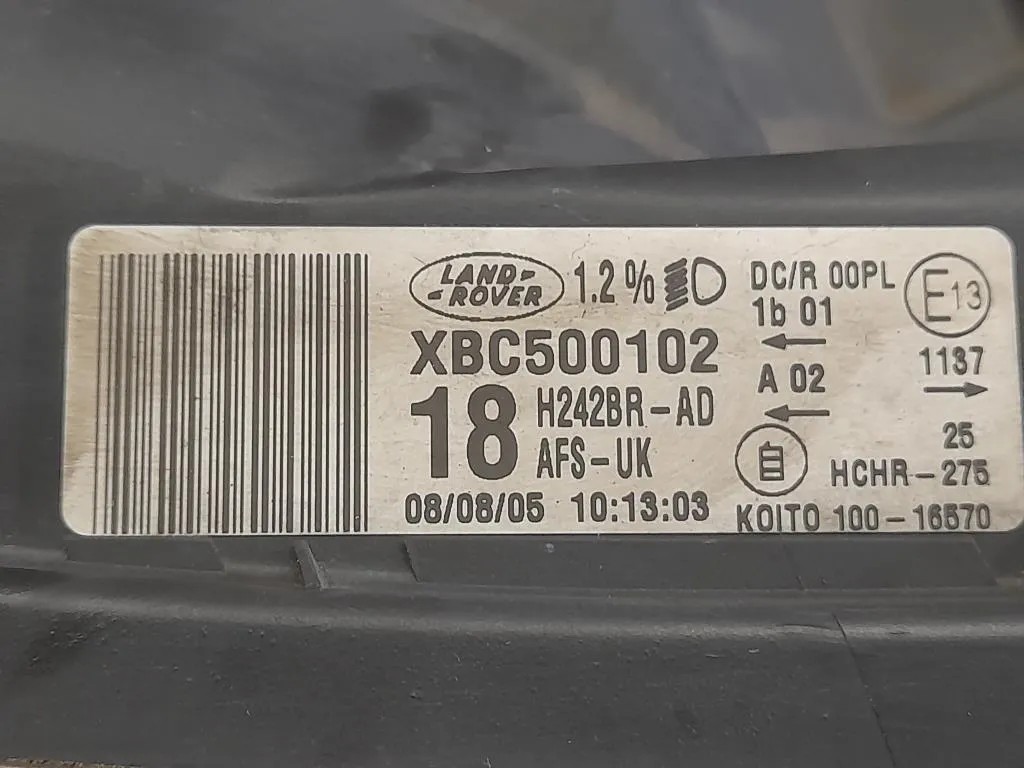 LAND-
-ROVER
1.2%
XBC500102
18
H242BR-AD
AFS-UK
08/08/05 10:13:03
DC/R 00PL
1b 01
←
A 02
←
自
E13
1137
→
25
HCHR-275
KOITO 100-16570